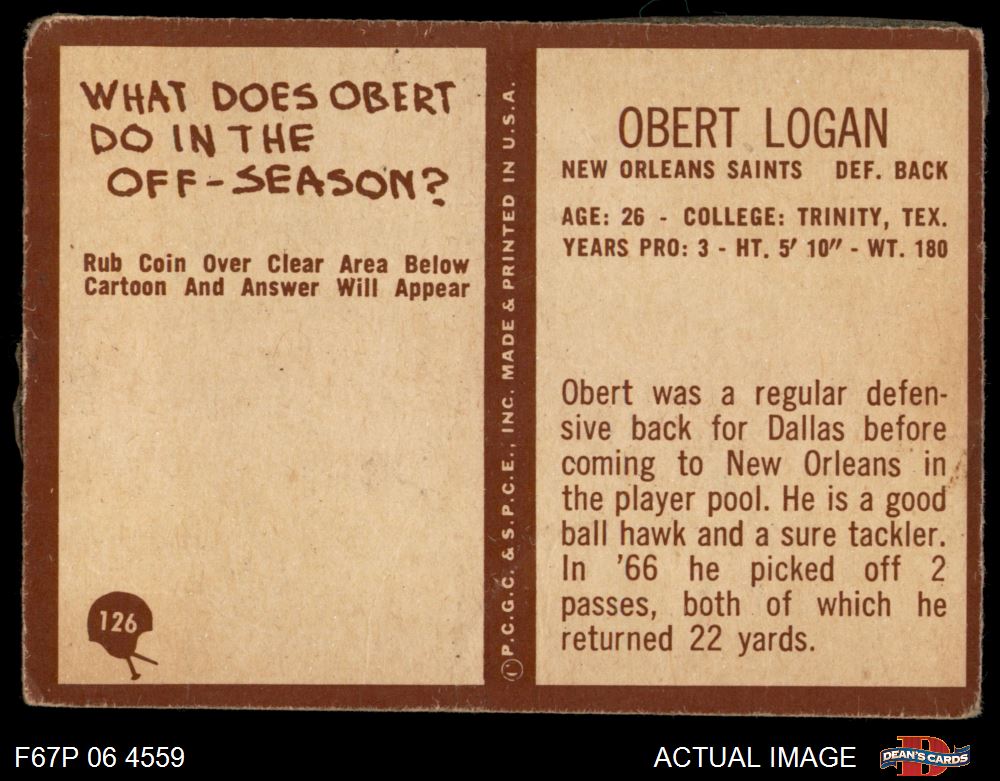 WHAT DOES OBERT
DO IN THE
OFF-SEASON?
Rub Coin Over Clear Area Below
Cartoon And Answer Will Appear
126
Ⓒ P.C.G.C. & S.P.C.E., INC. MADE & PRINTED IN U.S.A.
OBERT LOGAN
NEW ORLEANS SAINTS DEF. BACK
AGE: 26 - COLLEGE: TRINITY, TEX.
YEARS PRO: 3 - HT. 5' 10" - WT. 180
Obert was a regular defen-
sive back for Dallas before
coming to New Orleans in
the player pool. He is a good
ball hawk and a sure tackler.
In '66 he picked off 2
passes, both of which he
returned 22 yards.
F67P 06 4559
ACTUAL IMAGE
DEAN'S CARDS